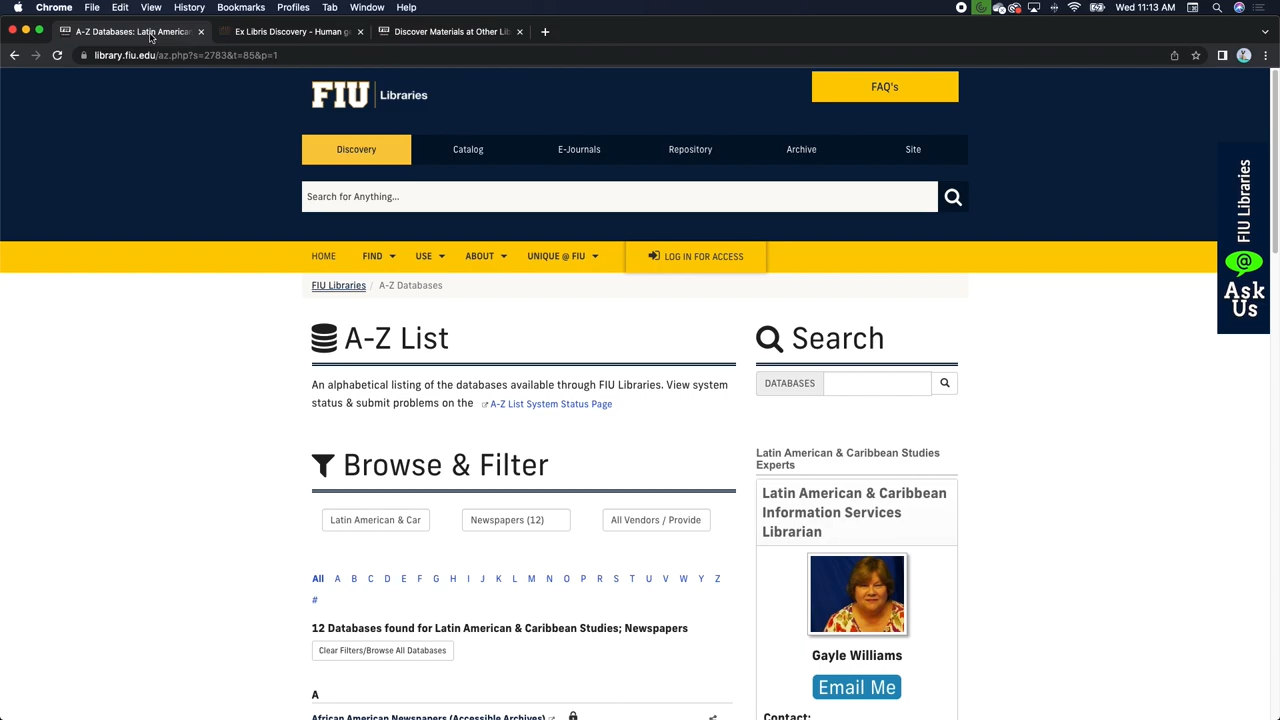 Chrome File Edit View History Bookmarks Profiles Tab Window Help
Wed 11:13 AM
A-Z Databases: Latin America
Ex Libris Discovery - Human g
Discover Materials at Other Li
library.fiu.edu/az.php?s=2783&t=85&p=1
FIU Libraries
FAQ's
Discovery Catalog E-Journals Repository Archive Site
Search for Anything...
HOME FIND USE ABOUT UNIQUE @ FIU LOG IN FOR ACCESS
FIU Libraries / A-Z Databases
A-Z List
An alphabetical listing of the databases available through FIU Libraries. View system
status & submit problems on the A-Z List System Status Page
Browse & Filter
Latin American & Car
Newspapers (12)
All Vendors / Provide
All A B C D E F G H I J K L M N O P R S T U V W Y Z
#
12 Databases found for Latin American & Caribbean Studies; Newspapers
Clear Filters/Browse All Databases
A
African American Newspapers (Accessible Archives)
Search
DATABASES
Latin American & Caribbean Studies
Experts
Latin American & Caribbean
Information Services
Librarian
Gayle Williams
Email Me
Contact:
FIU Libraries
@
Ask
Us